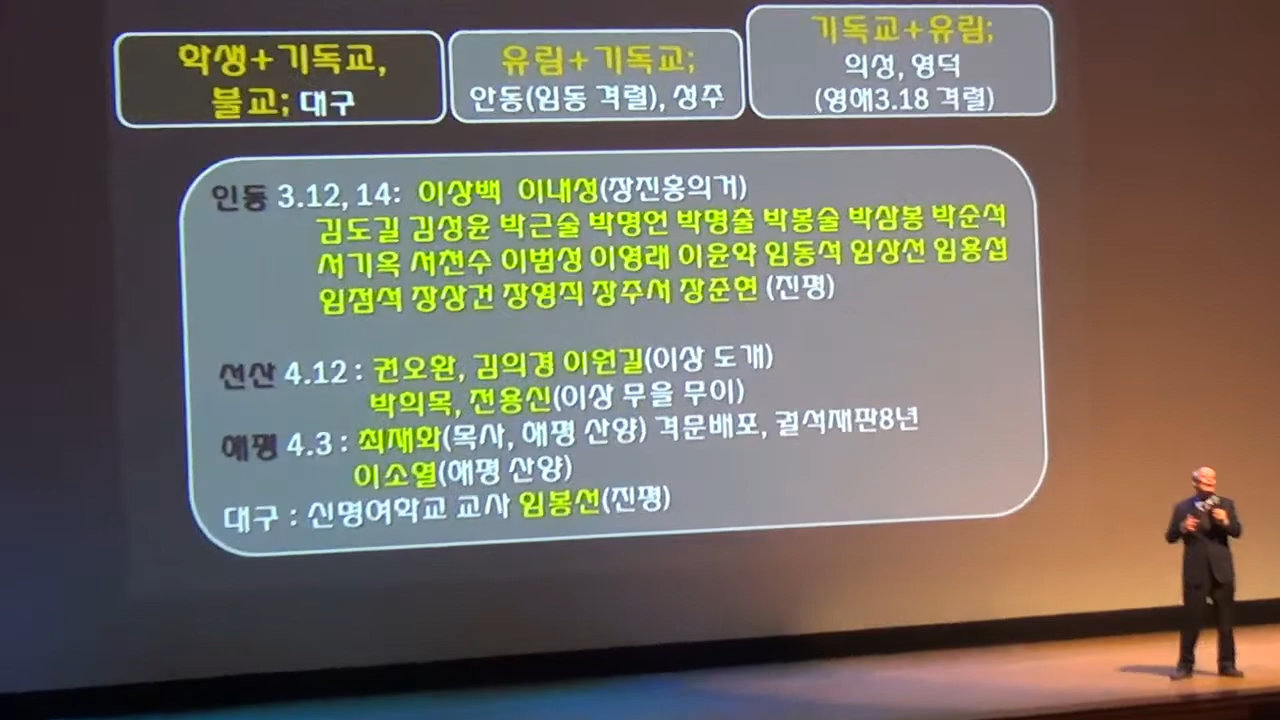 학생+기독교,
불교; 대구
유림+기독교;
안동(임동 격렬), 성주
기독교+유림;
의성, 영덕
(영해3.18 격렬)
인동 3.12, 14: 이상백 이내성(장진홍의거)
김도길 김성윤 박근술 박명언 박명출 박봉술 박삼봉 박순석
서기옥 서천수 이범성 이영래 이윤약 임동석 임상선 임용섭
임점석 장상건 장영직 장주서 장준현 (진평)
선산 4.12 : 권오환, 김의경 이원길(이상 도개)
박희목, 전용신(이상 무을 무이)
해평 4.3 : 최재화(목사, 해평 산양) 격문배포, 궐석재판8년
이소열(해평 산양)
대구 : 신명여학교 교사 임봉선(진평)